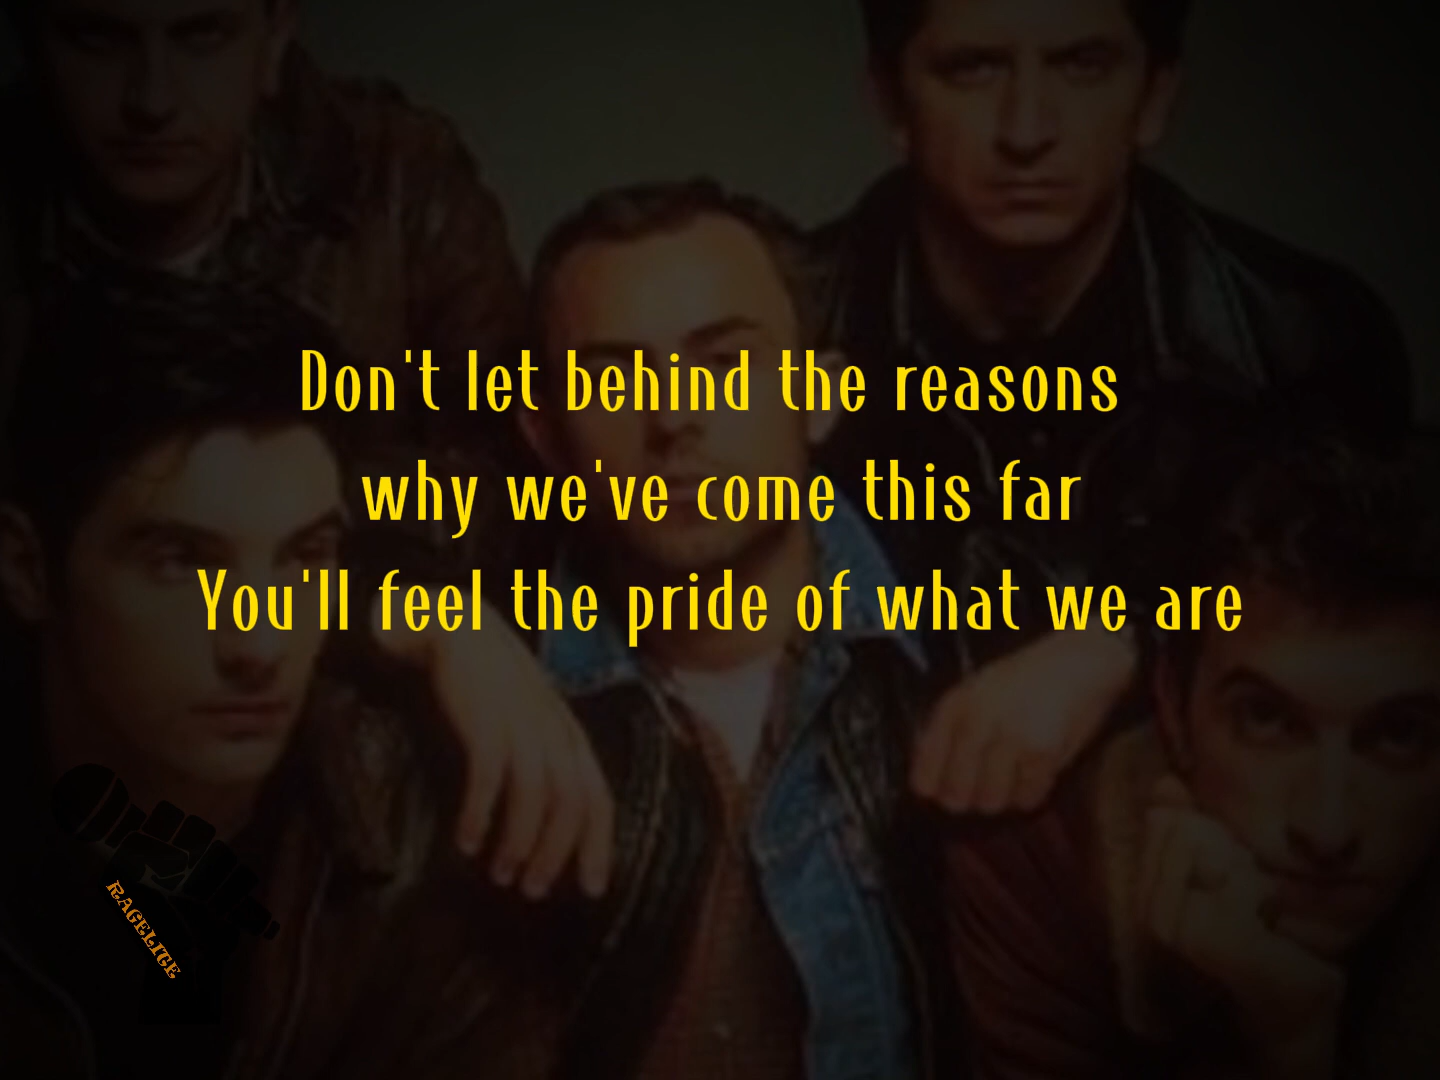 Don't let behind the reasons
why we've come this far
You'll feel the pride of what we are
RAGELITE